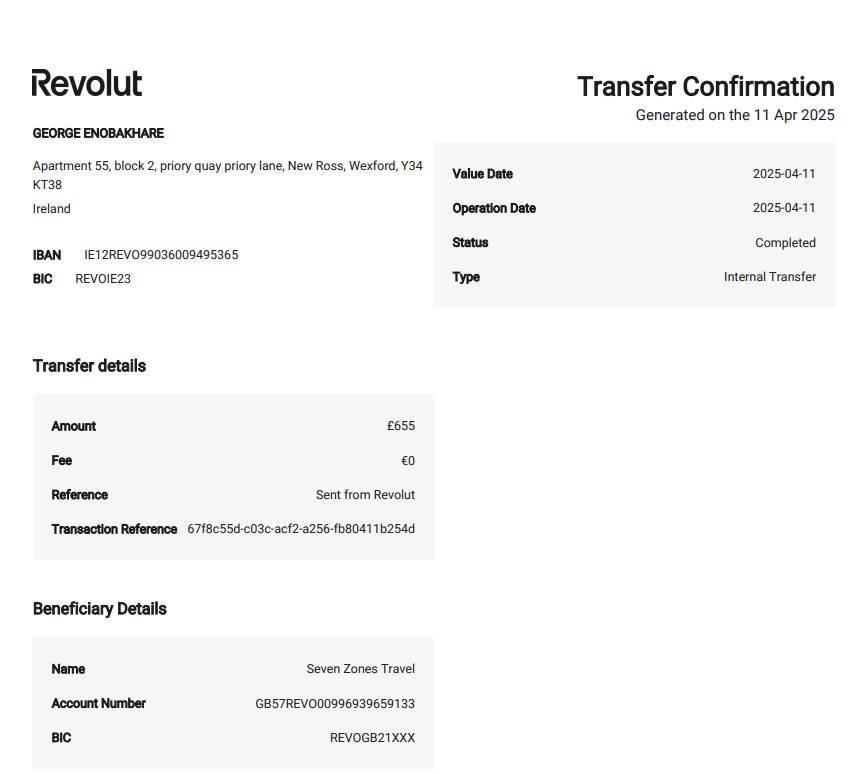 Revolut
Transfer Confirmation
Generated on the 11 Apr 2025
GEORGE ENOBAKHARE
Apartment 55, block 2, priory quay priory lane, New Ross, Wexford, Y34
KT38
Ireland
IBAN IE12REVO99036009495365
BIC REVOIE23
Value Date 2025-04-11
Operation Date 2025-04-11
Status Completed
Type Internal Transfer
Transfer details
Amount £655
Fee €0
Reference Sent from Revolut
Transaction Reference 67f8c55d-c03c-acf2-a256-fb80411b254d
Beneficiary Details
Name Seven Zones Travel
Account Number GB57REVO00996939659133
BIC REVOGB21XXX